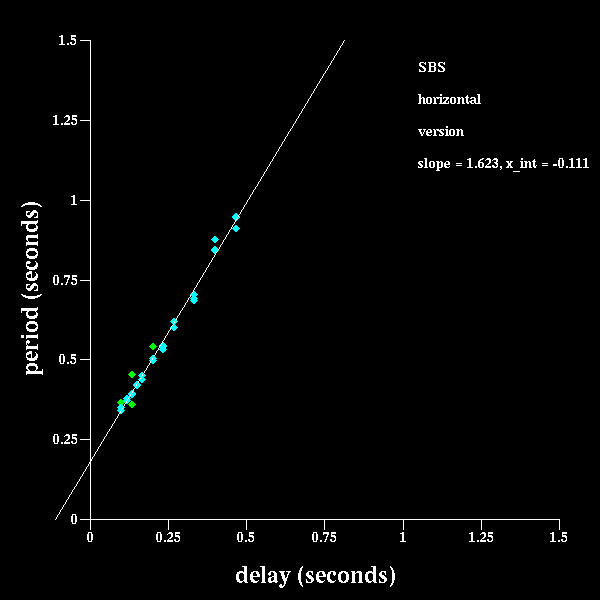 1.5
SBS
horizontal
1.25
version
slope = 1.623, x_int = -0.111
1
0.75
period (seconds)
0.5
0.25
0
0 0.25 0.5 0.75 1 1.25 1.5
delay (seconds)